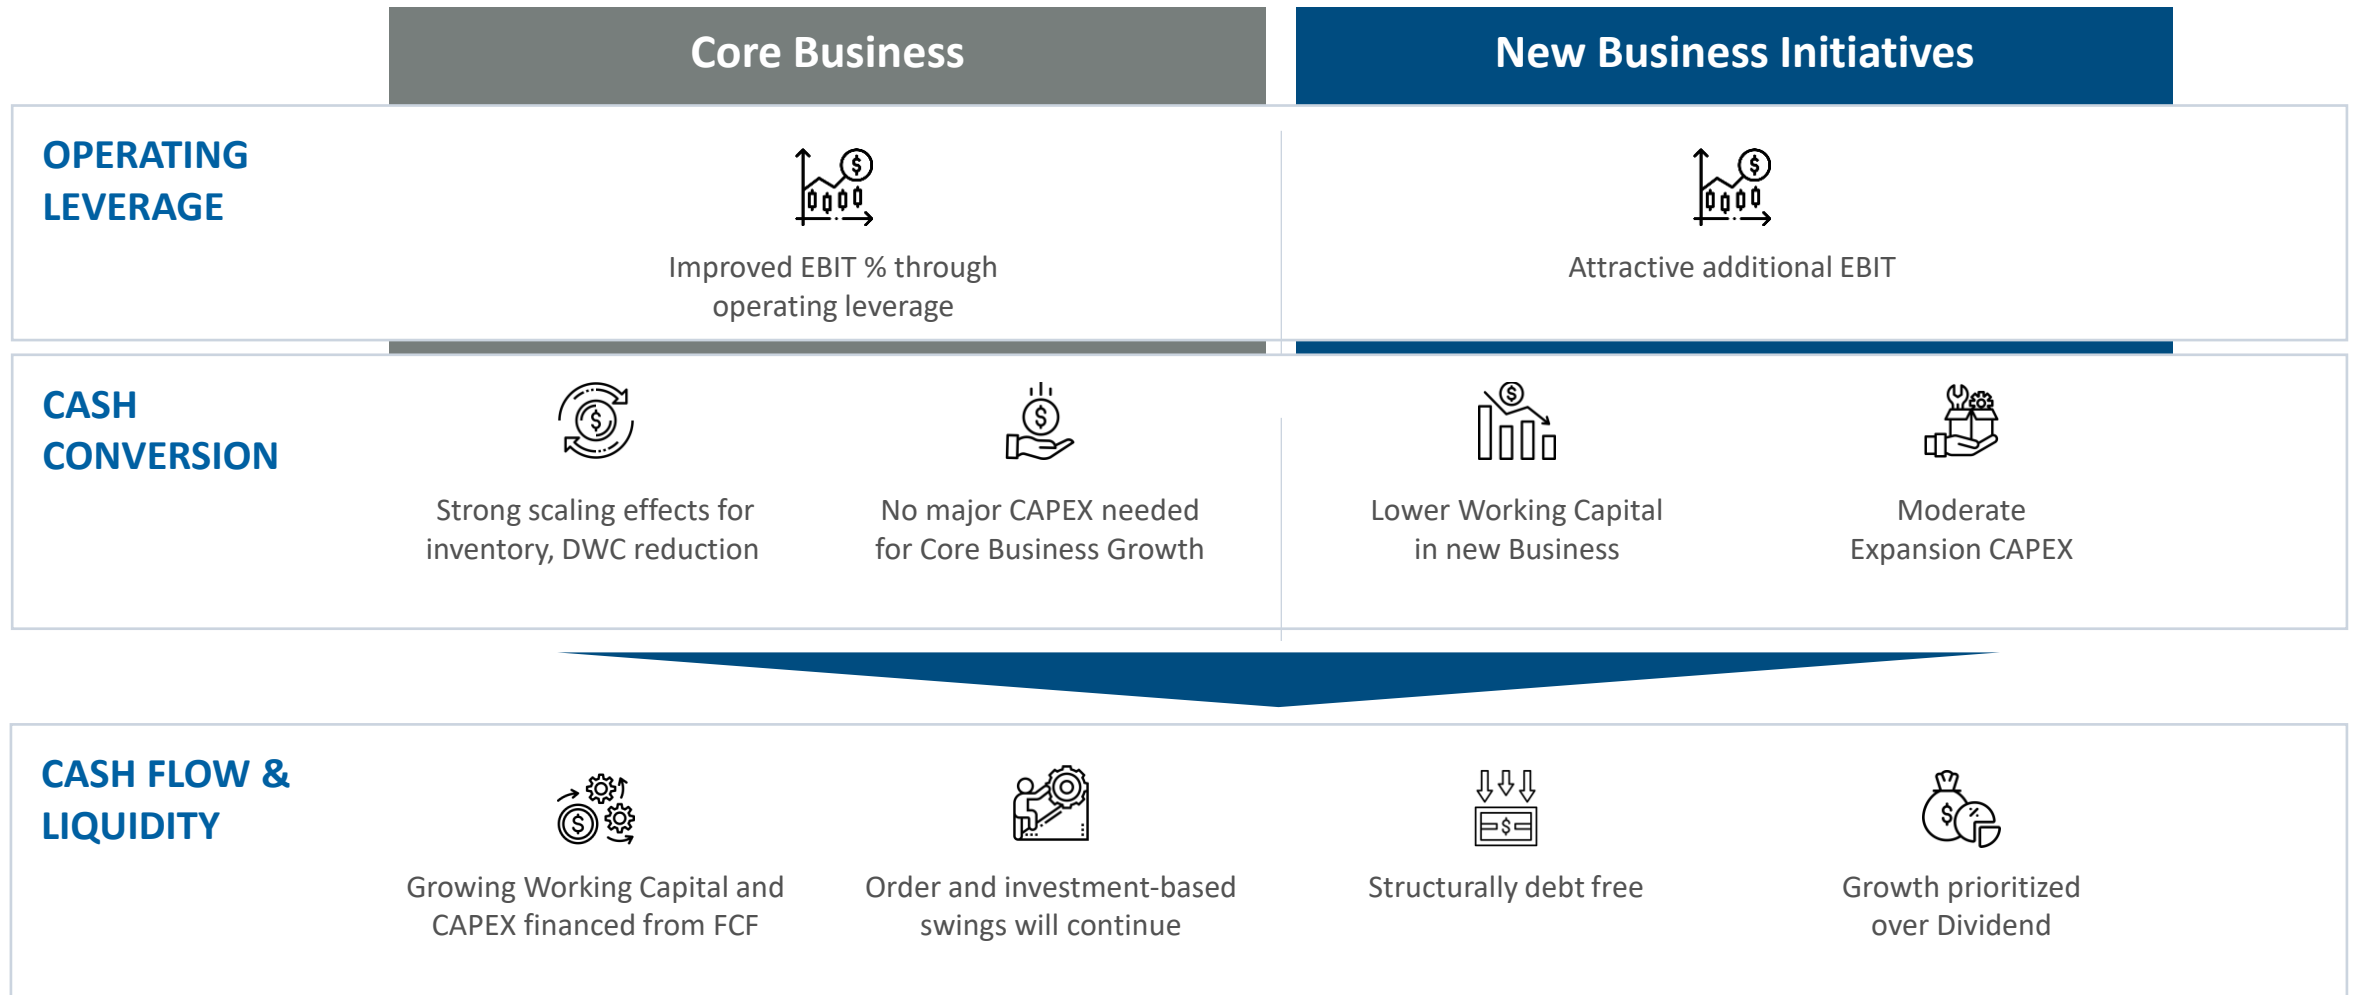 Core Business
New Business Initiatives
OPERATING
LEVERAGE
Improved EBIT % through
operating leverage
Attractive additional EBIT
CASH
CONVERSION
Strong scaling effects for
inventory, DWC reduction
No major CAPEX needed
for Core Business Growth
Lower Working Capital
in new Business
Moderate
Expansion CAPEX
CASH FLOW &
LIQUIDITY
Growing Working Capital and
CAPEX financed from FCF
Order and investment-based
swings will continue
Structurally debt free
Growth prioritized
over Dividend